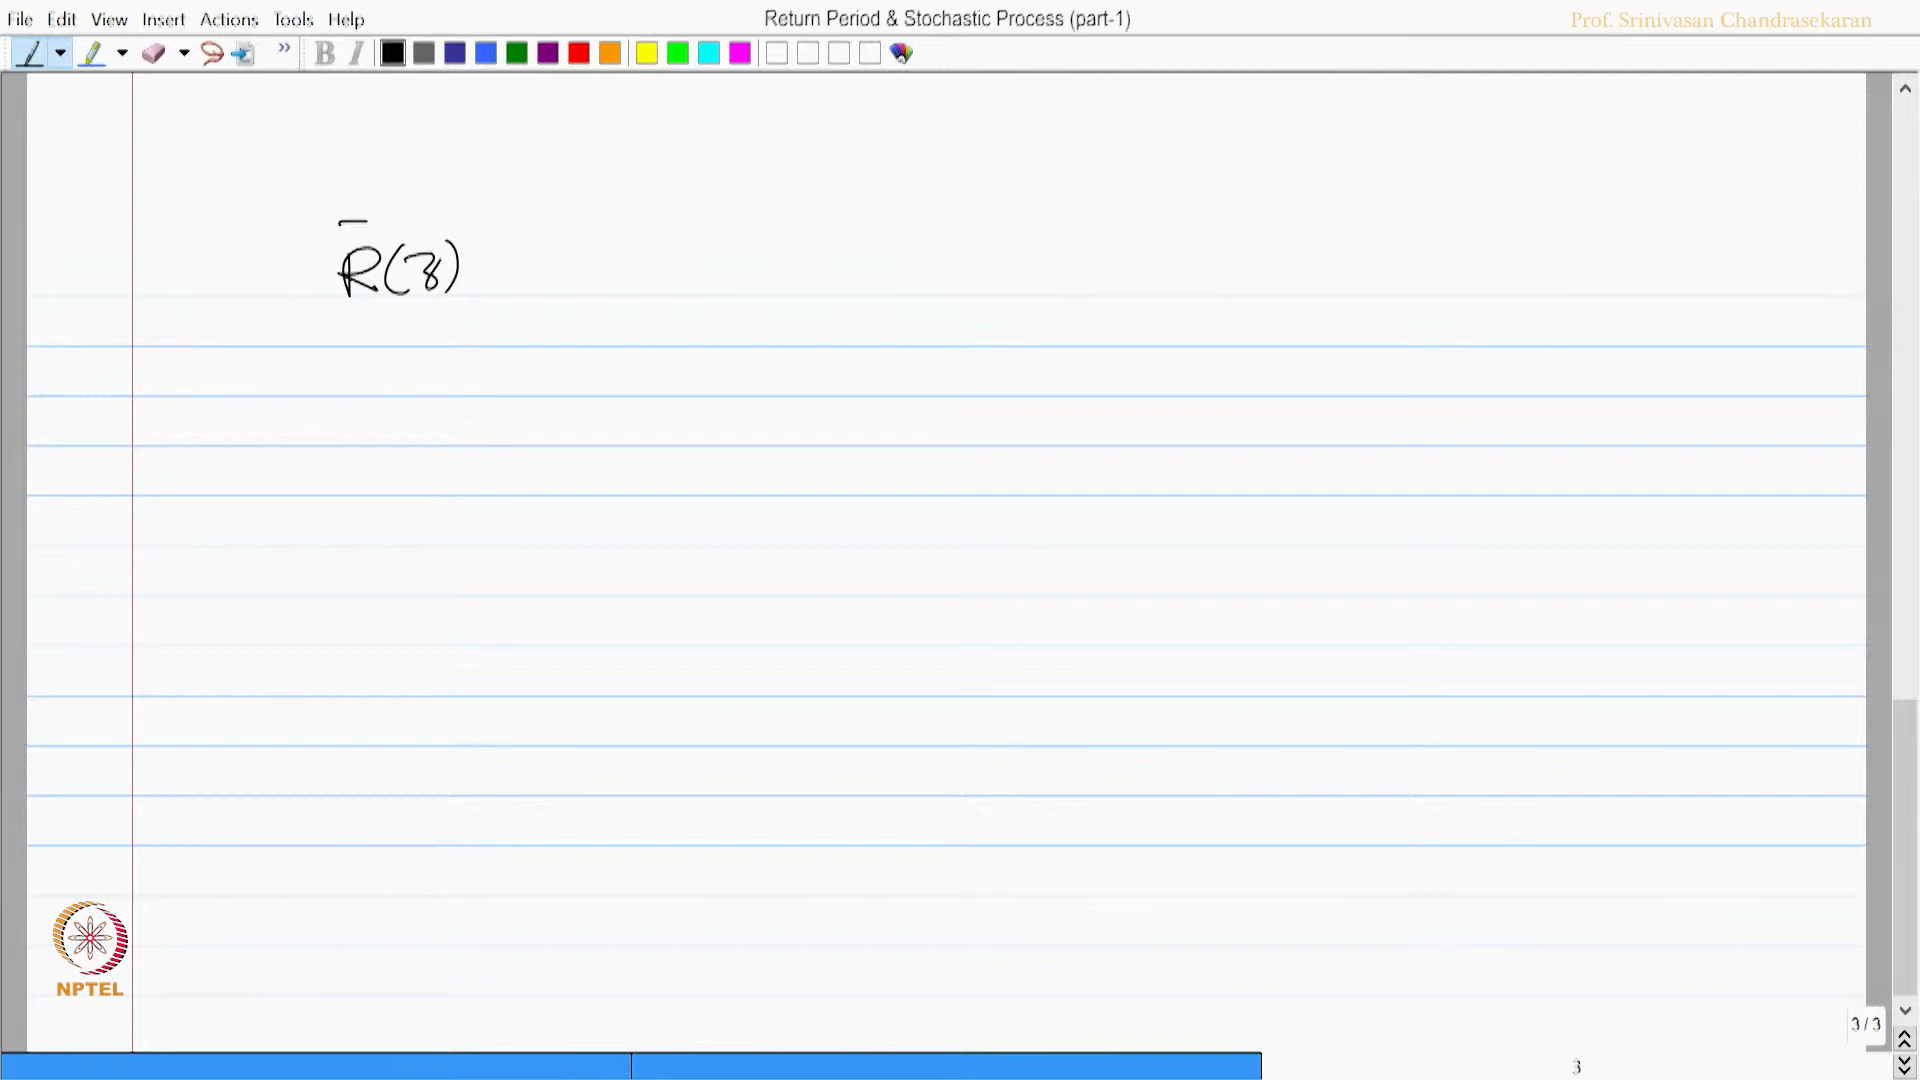 File Edit View Insert Actions Tools Help
Return Period & Stochastic Process (part-1)
Prof. Srinivasan Chandrasekaran
B I
R̅(z)
NPTEL
3 / 3
3